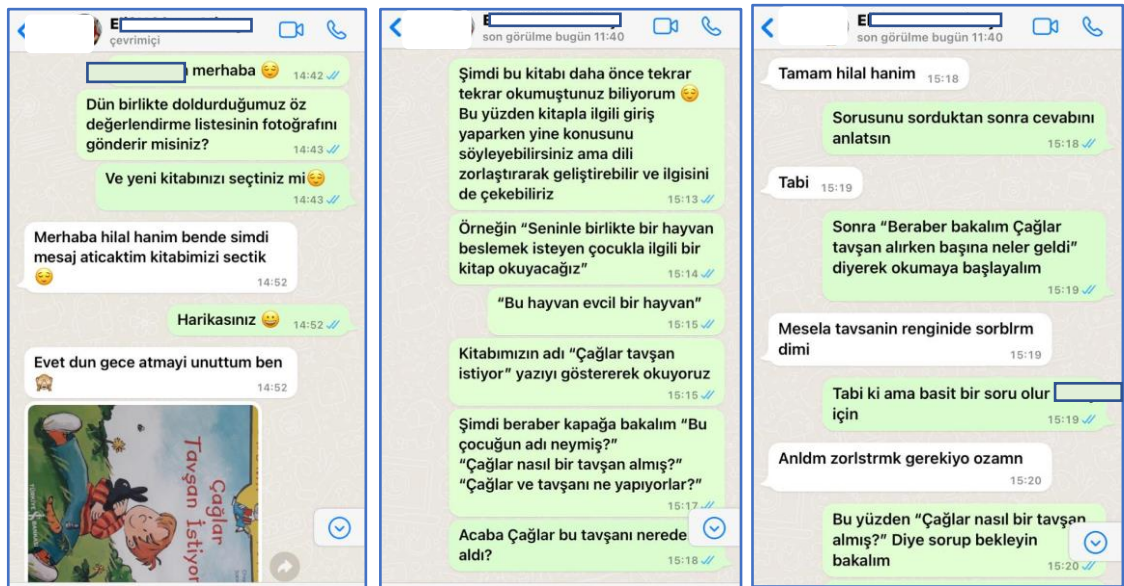 E
çevrimiçi
merhaba 😌 14:42
Dün birlikte doldurduğumuz öz
değerlendirme listesinin fotoğrafını
gönderir misiniz? 14:43
Ve yeni kitabınızı seçtiniz mi😌
14:43
Merhaba hilal hanim bende simdi
mesaj aticaktim kitabimizi sectik
😌 14:52
Harikasınız 😀 14:52
Evet dun gece atmayi unuttum ben
🙈 14:52
Çağlar
Tavşan İstiyor
son görülme bugün 11:40
Şimdi bu kitabı daha önce tekrar
tekrar okumuştunuz biliyorum 😌
Bu yüzden kitapla ilgili giriş
yaparken yine konusunu
söyleyebilirsiniz ama dili
zorlaştırarak geliştirebilir ve ilgisini
de çekebiliriz 15:13
Örneğin “Seninle birlikte bir hayvan
beslemek isteyen çocukla ilgili bir
kitap okuyacağız” 15:14
“Bu hayvan evcil bir hayvan”
15:15
Kitabımızın adı “Çağlar tavşan
istiyor” yazıyı göstererek okuyoruz
15:15
Şimdi beraber kapağa bakalım “Bu
çocuğun adı neymiş?”
“Çağlar nasıl bir tavşan almış?”
“Çağlar ve tavşanı ne yapıyorlar?”
15:17
Acaba Çağlar bu tavşanı nerede
aldı? 15:18
El
son görülme bugün 11:40
Tamam hilal hanim 15:18
Sorusunu sorduktan sonra cevabını
anlatsın 15:18
Tabi 15:19
Sonra “Beraber bakalım Çağlar
tavşan alırken başına neler geldi”
diyerek okumaya başlayalım
15:19
Mesela tavsanin renginide sorblrm
dimi 15:19
Tabi ki ama basit bir soru olur
için 15:19
Anldm zorlstrmk gerekiyo ozamn
15:20
Bu yüzden “Çağlar nasıl bir tavşan
almış?” Diye sorup bekleyin
bakalım 15:20